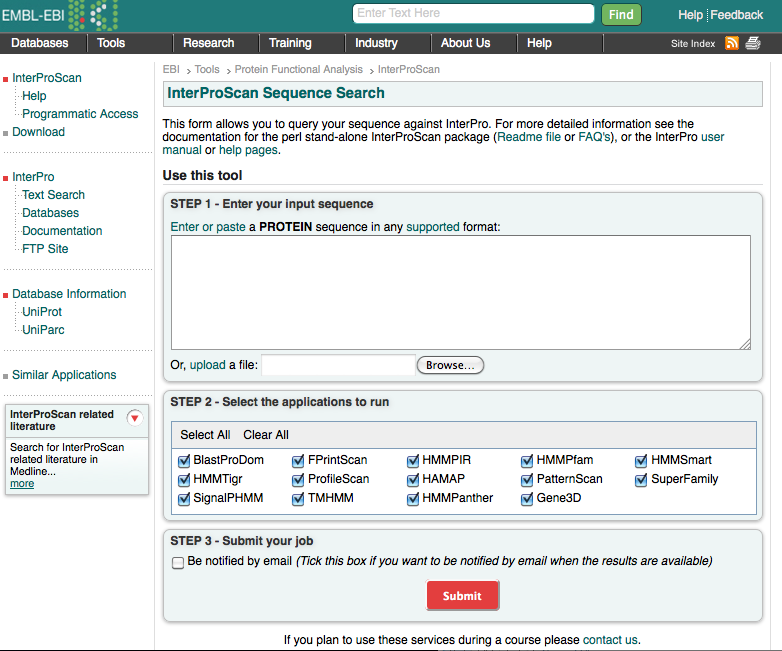 EMBL-EBI
Enter Text Here
Find
Help | Feedback
Databases Tools Research Training Industry About Us Help Site Index
InterProScan
Help
Programmatic Access
Download
InterPro
Text Search
Databases
Documentation
FTP Site
Database Information
UniProt
UniParc
Similar Applications
InterProScan related
literature
Search for InterProScan
related literature in
Medline...
more
EBI > Tools > Protein Functional Analysis > InterProScan
InterProScan Sequence Search
This form allows you to query your sequence against InterPro. For more detailed information see the
documentation for the perl stand-alone InterProScan package (Readme file or FAQ's), or the InterPro user
manual or help pages.
Use this tool
STEP 1 - Enter your input sequence
Enter or paste a PROTEIN sequence in any supported format:
Or, upload a file: Browse...
STEP 2 - Select the applications to run
Select All Clear All
BlastProDom FPrintScan HMMPIR HMMPfam HMMSmart
HMMTigr ProfileScan HAMAP PatternScan SuperFamily
SignalPHMM TMHMM HMMPanther Gene3D
STEP 3 - Submit your job
Be notified by email (Tick this box if you want to be notified by email when the results are available)
Submit
If you plan to use these services during a course please contact us.